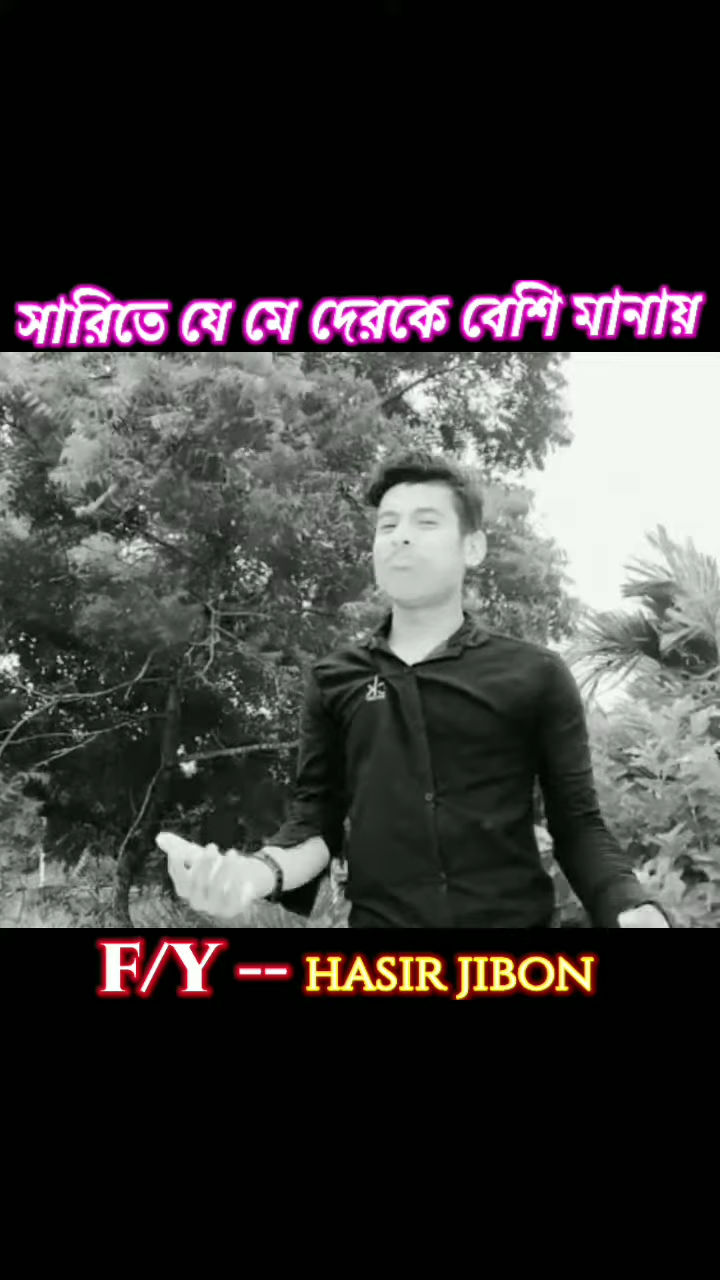 সারিতে যে মে দেরকে বেশি মানায়
F/Y -- HASIR JIBON